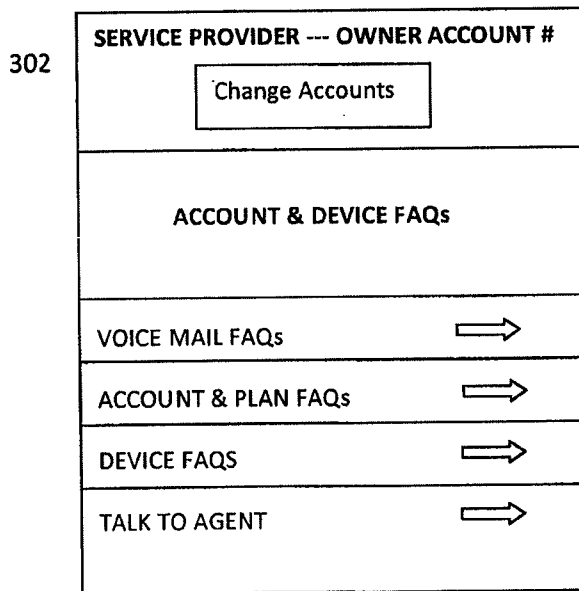 302
SERVICE PROVIDER --- OWNER ACCOUNT #
Change Accounts
ACCOUNT & DEVICE FAQs
VOICE MAIL FAQs
ACCOUNT & PLAN FAQs
DEVICE FAQS
TALK TO AGENT